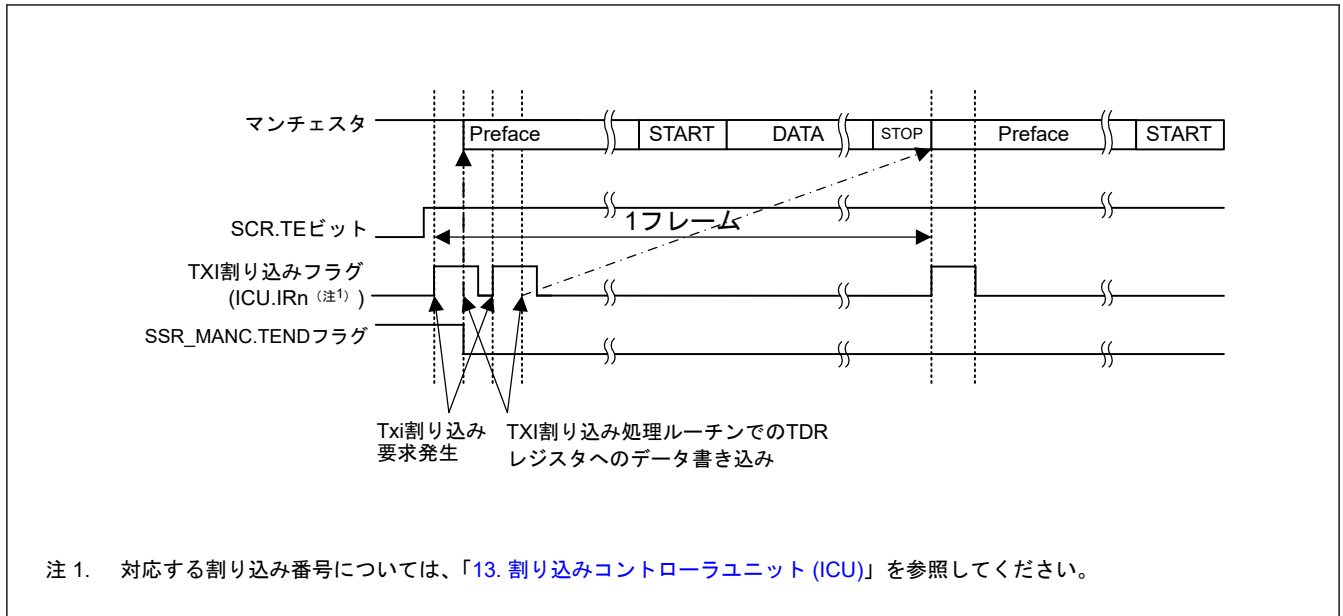 マンチェスタ
Preface
START
DATA
STOP
Preface
START
SCR.TEビット
1フレーム
TXI割り込みフラグ
(ICU.IRn（注1）)
SSR_MANC.TENDフラグ
Txi割り込み
要求発生
TXI割り込み処理ルーチンでのTDR
レジスタへのデータ書き込み
注 1. 対応する割り込み番号については、「13. 割り込みコントローラユニット (ICU)」を参照してください。